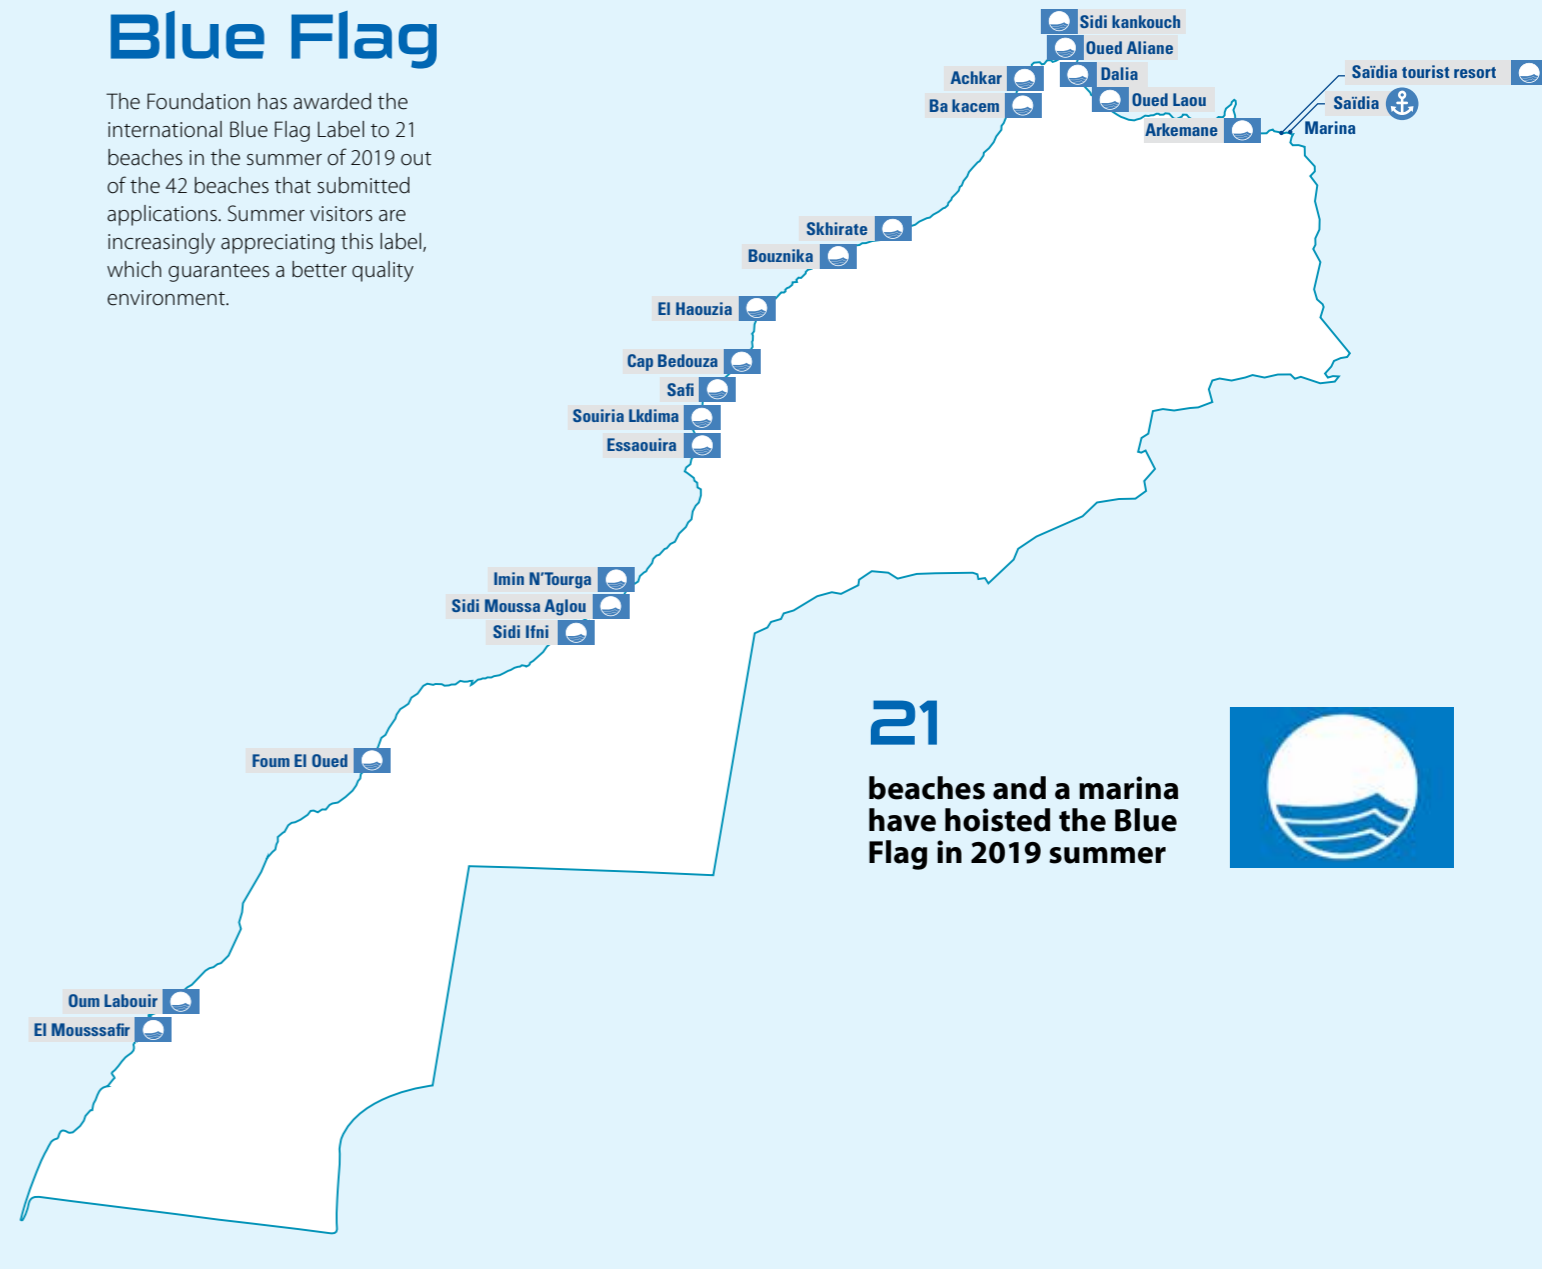 Blue Flag
The Foundation has awarded the
international Blue Flag Label to 21
beaches in the summer of 2019 out
of the 42 beaches that submitted
applications. Summer visitors are
increasingly appreciating this label,
which guarantees a better quality
environment.
Sidi kankouch
Oued Aliane
Achkar
Dalia
Ba kacem
Oued Laou
Arkemane
Saïdia tourist resort
Saïdia
Marina
Skhirate
Bouznika
El Haouzia
Cap Bedouza
Safi
Souiria Lkdima
Essaouira
Imin N'Tourga
Sidi Moussa Aglou
Sidi Ifni
Foum El Oued
Oum Labouir
El Mousssafir
21
beaches and a marina
have hoisted the Blue
Flag in 2019 summer